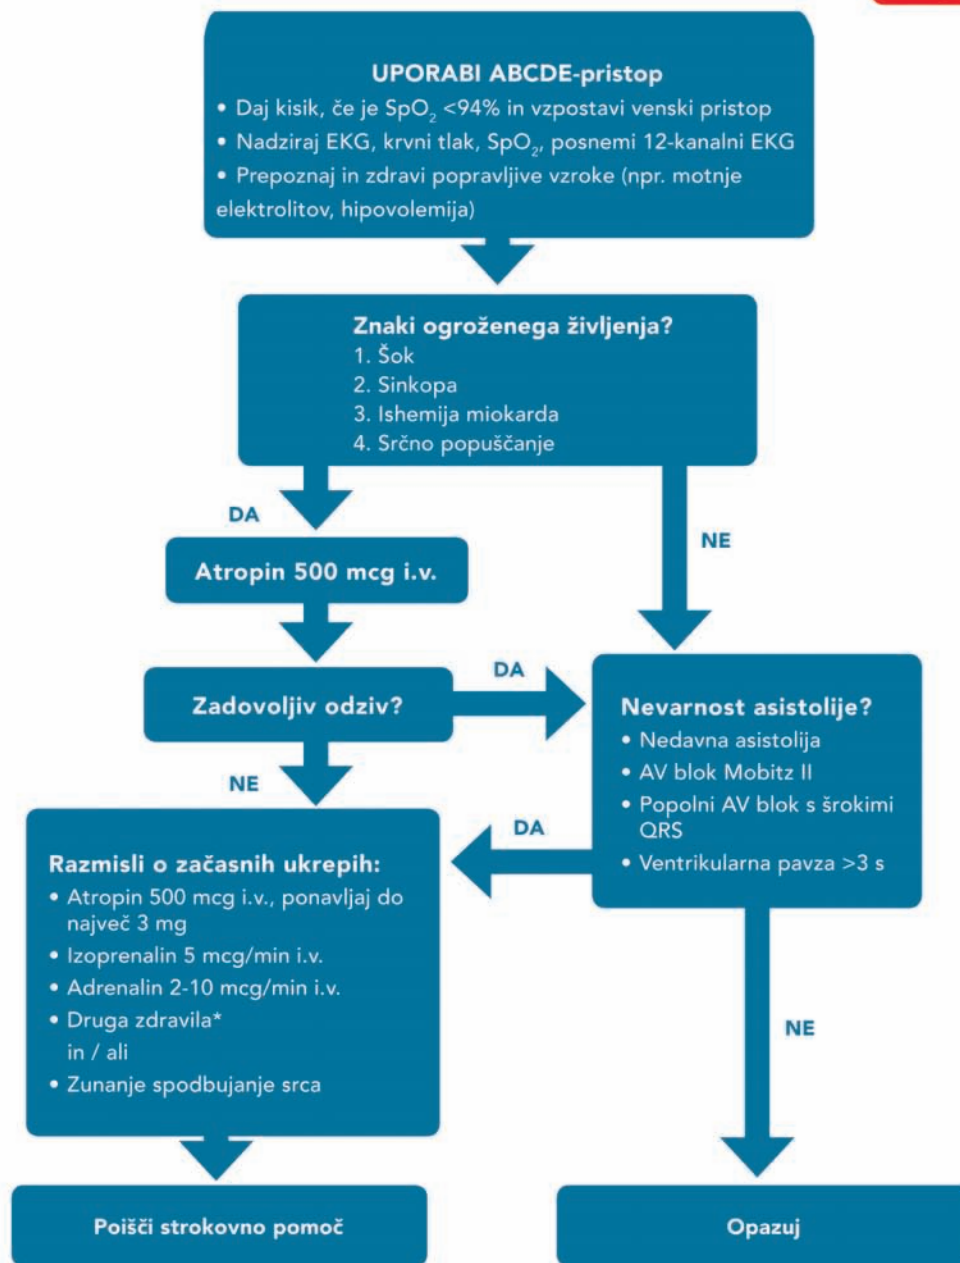 UPORABI ABCDE-pristop
• Daj kisik, če je SpO₂ <94% in vzpostavi venski pristop
• Nadziraj EKG, krvni tlak, SpO₂, posnemi 12-kanalni EKG
• Prepoznaj in zdravi popravljive vzroke (npr. motnje
elektrolitov, hipovolemija)
Znaki ogroženega življenja?
1. Šok
2. Sinkopa
3. Ishemija miokarda
4. Srčno popuščanje
DA
NE
Atropin 500 mcg i.v.
Zadovoljiv odziv?
DA
NE
Nevarnost asistolije?
• Nedavna asistolija
• AV blok Mobitz II
• Popolni AV blok s šrokimi
QRS
• Ventrikularna pavza >3 s
DA
NE
Razmisli o začasnih ukrepih:
• Atropin 500 mcg i.v., ponavljaj do
največ 3 mg
• Izoprenalin 5 mcg/min i.v.
• Adrenalin 2-10 mcg/min i.v.
• Druga zdravila*
in / ali
• Zunanje spodbujanje srca
Poišči strokovno pomoč
Opazuj